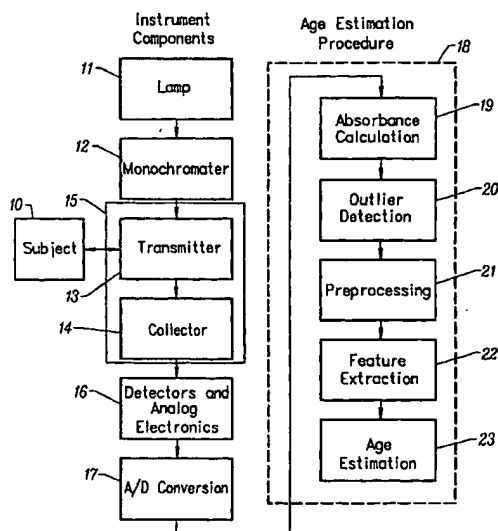 Instrument
Components
11
Lamp
12
Monochromater
15
10
Subject
Transmitter
13
14
Collector
16
Detectors and
Analog
Electronics
17
A/D Conversion
Age Estimation
Procedure
18
Absorbance
Calculation
19
Outlier
Detection
20
Preprocessing
21
Feature
Extraction
22
Age
Estimation
23